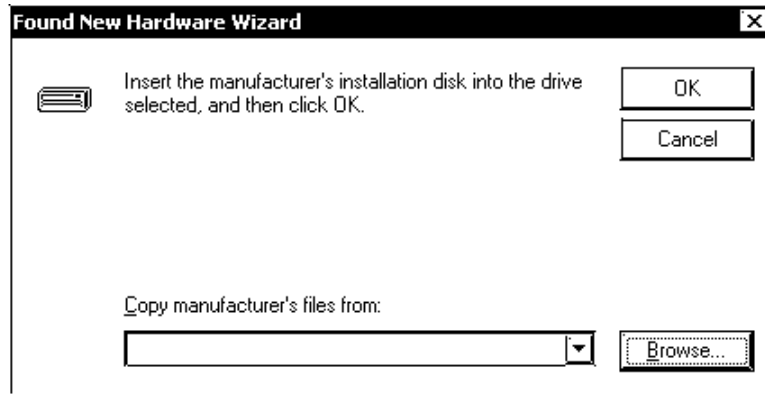 Found New Hardware Wizard
Insert the manufacturer's installation disk into the drive
selected, and then click OK.
OK
Cancel
Copy manufacturer's files from:
Browse...